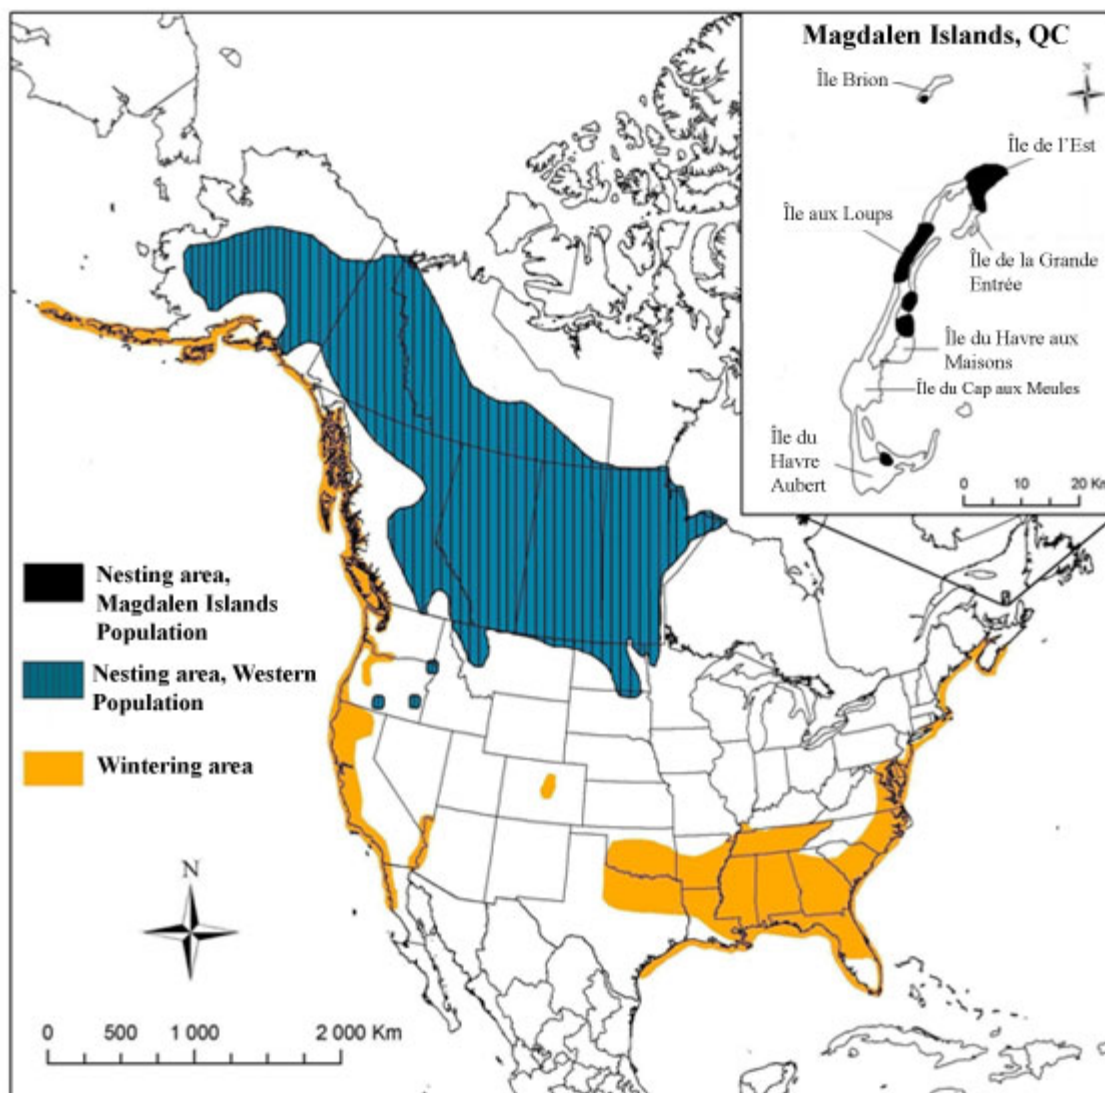 Magdalen Islands, QC
Île Brion
N
Île de l'Est
Île aux Loups
Île de la Grande
Entrée
Île du Havre aux
Maisons
Île du Cap aux Meules
Île du
Havre
Aubert
0 10 20 Km
Nesting area,
Magdalen Islands
Population
Nesting area, Western
Population
Wintering area
N
0 500 1 000 2 000 Km